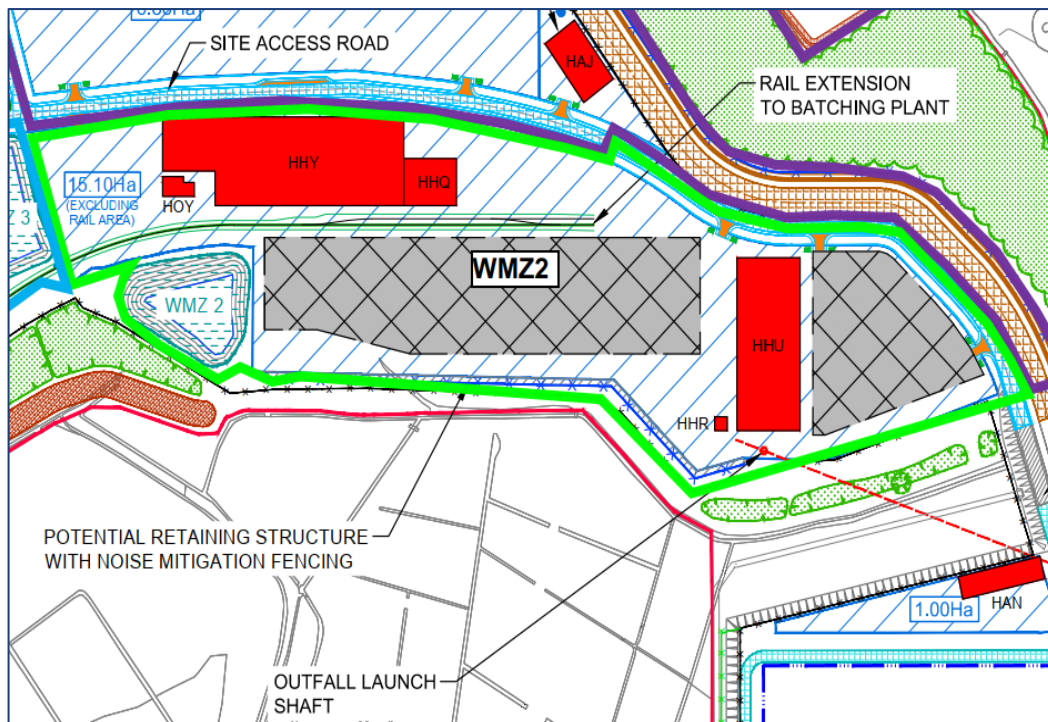 SITE ACCESS ROAD
HAJ
RAIL EXTENSION
TO BATCHING PLANT
HHY
HHQ
15.10Ha
(EXCLUDING
RAIL AREA)
HOY
WMZ2
WMZ 2
HHU
HHR
POTENTIAL RETAINING STRUCTURE
WITH NOISE MITIGATION FENCING
1.00Ha
HAN
OUTFALL LAUNCH
SHAFT